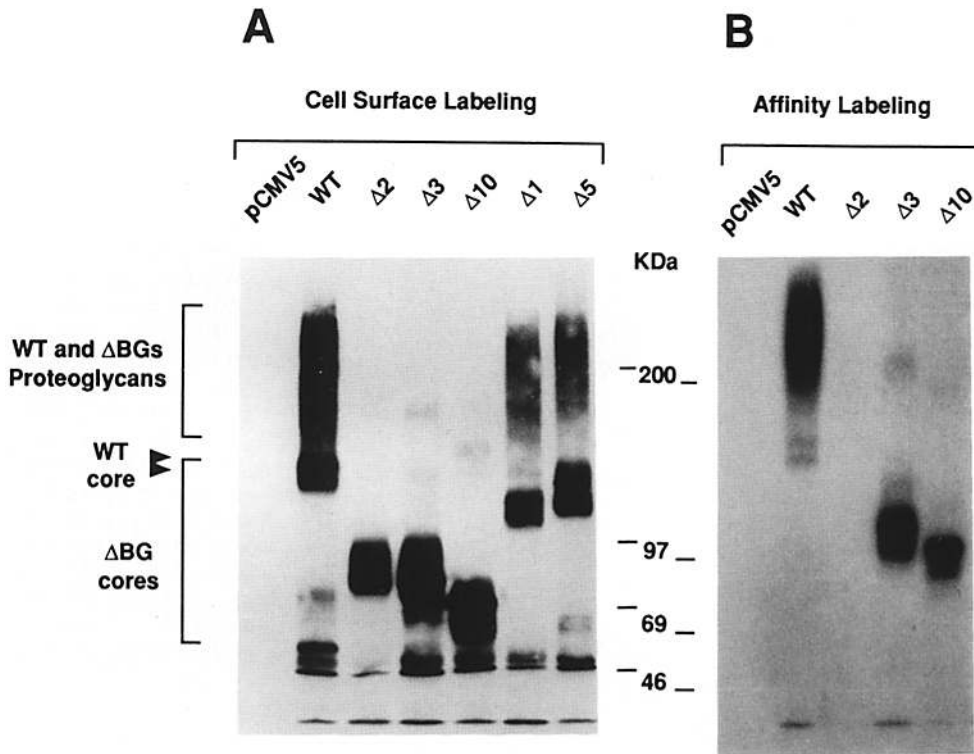 A
B
Cell Surface Labeling
Affinity Labeling
pCMV5 WT Δ2 Δ3 Δ10 Δ1 Δ5
pCMV5 WT Δ2 Δ3 Δ10
KDa
WT and ΔBGs
Proteoglycans
200
WT
core
ΔBG
cores
97
69
46